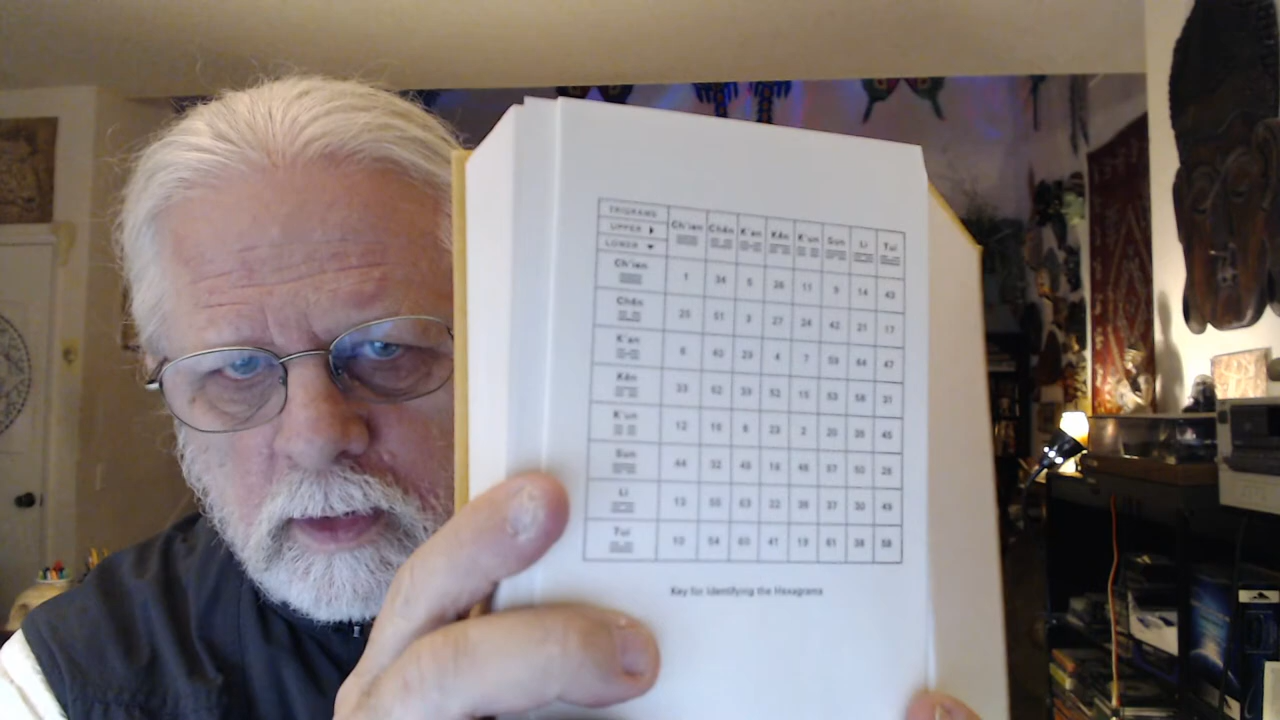 TRIGRAMS
UPPER ▶
LOWER ▼
Ch'ien Chên K'an Kên K'un Sun Li Tui
Ch'ien 1 34 5 26 11 9 14 43
Chên 25 51 3 27 24 42 21 17
K'an 6 40 29 4 7 59 64 47
Kên 33 62 39 52 15 53 56 31
K'un 12 16 8 23 2 20 35 45
Sun 44 32 48 18 46 57 50 28
Li 13 55 63 22 36 37 30 49
Tui 10 54 60 41 19 61 38 58
Key for Identifying the Hexagrams